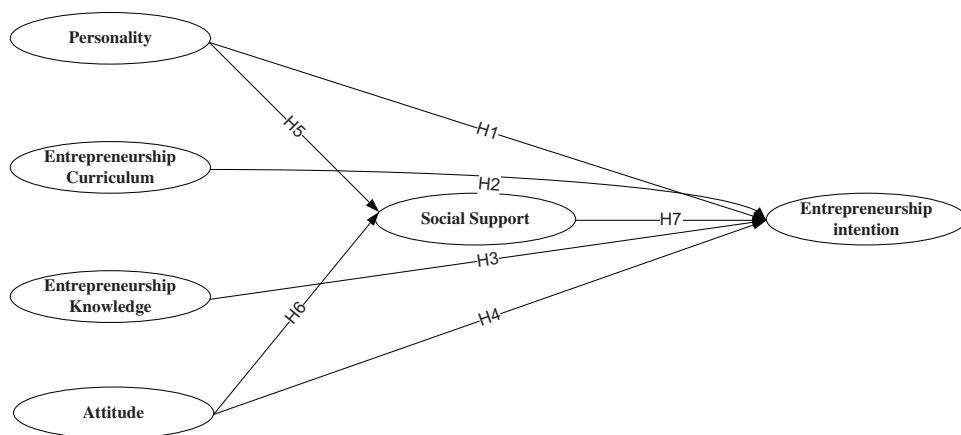 Personality
H1
H5
Entrepreneurship
Curriculum
H2
Social Support
H7
Entrepreneurship
intention
H3
Entrepreneurship
Knowledge
H6
H4
Attitude